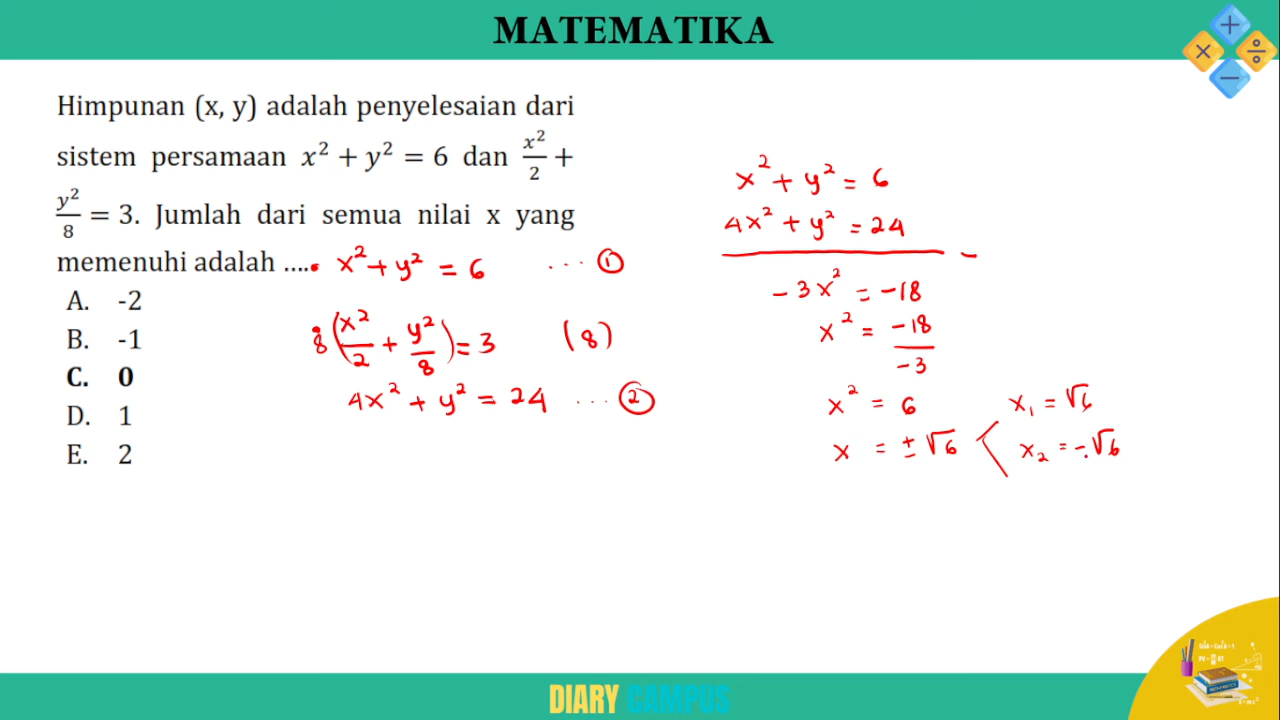 MATEMATIKA
Himpunan (x, y) adalah penyelesaian dari
sistem persamaan x² + y² = 6 dan x²/2 +
y²/8 = 3. Jumlah dari semua nilai x yang
memenuhi adalah ....
A. -2
B. -1
C. 0
D. 1
E. 2
• x² + y² = 6 ... ①
8(x²/2 + y²/8) = 3 (8)
4x² + y² = 24 ... ②
x² + y² = 6
4x² + y² = 24
−
-3x² = -18
x² = -18/-3
x² = 6
x = ±√6
x₁ = √6
x₂ = -√6
DIARY CAMPUS